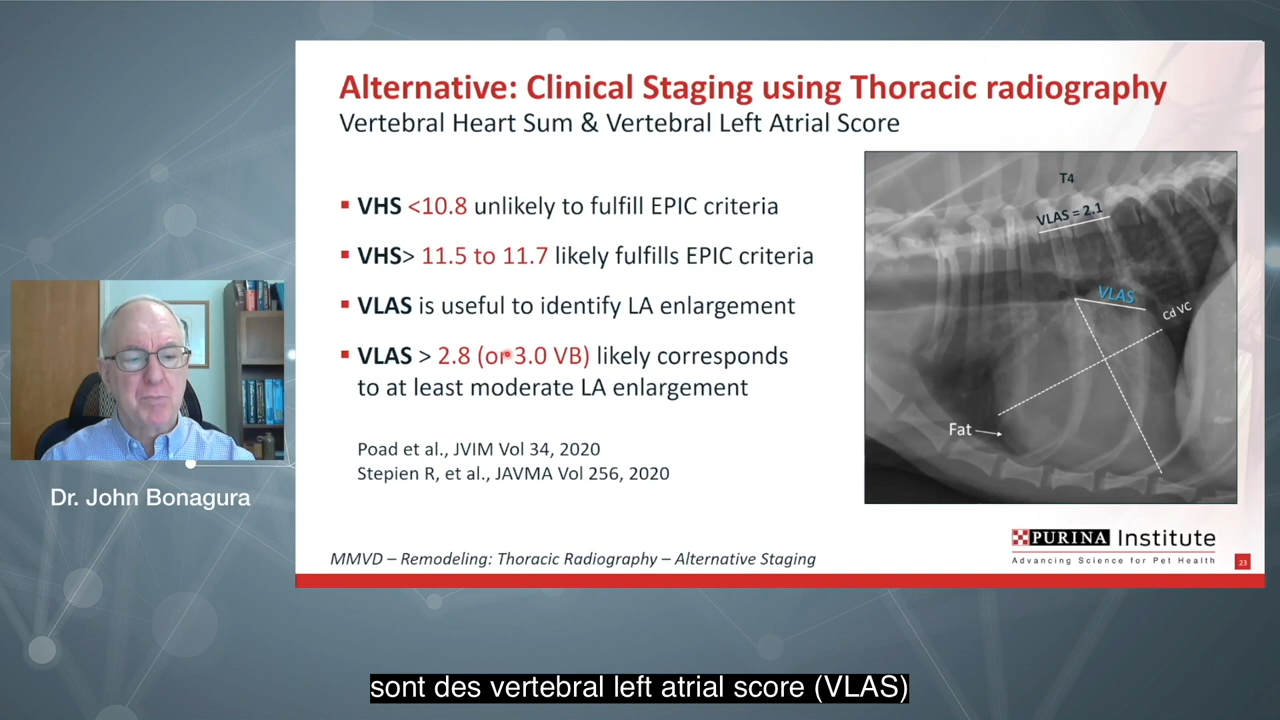 Alternative: Clinical Staging using Thoracic radiography
Vertebral Heart Sum & Vertebral Left Atrial Score
▪ VHS <10.8 unlikely to fulfill EPIC criteria
▪ VHS> 11.5 to 11.7 likely fulfills EPIC criteria
▪ VLAS is useful to identify LA enlargement
▪ VLAS > 2.8 (or 3.0 VB) likely corresponds
to at least moderate LA enlargement
Poad et al., JVIM Vol 34, 2020
Stepien R, et al., JAVMA Vol 256, 2020
T4
VLAS = 2.1
VLAS
Cd VC
Fat
MMVD – Remodeling: Thoracic Radiography – Alternative Staging
PURINA Institute
Advancing Science for Pet Health
23
Dr. John Bonagura
sont des vertebral left atrial score (VLAS)